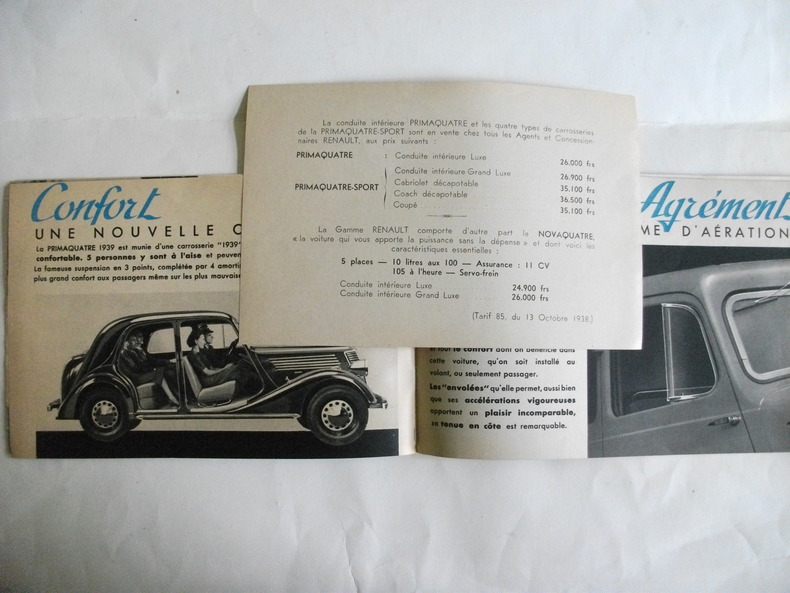 La conduite intérieure PRIMAQUATRE et les quatre types de carrosseries
de la PRIMAQUATRE-SPORT sont en vente chez tous les Agents et Concession-
naires RENAULT, aux prix suivants :
PRIMAQUATRE : Conduite intérieure Luxe 26.000 frs
PRIMAQUATRE-SPORT
Conduite intérieure Grand Luxe 26.900 frs
Cabriolet décapotable 35.100 frs
Coach décapotable 36.500 frs
Coupé 35.100 frs
La Gamme RENAULT comporte d'autre part la NOVAQUATRE,
« la voiture qui vous apporte la puissance sans la dépense » et dont voici les
caractéristiques essentielles :
5 places — 10 litres aux 100 — Assurance : 11 CV
105 à l'heure — Servo-frein
Conduite intérieure Luxe 24.900 frs
Conduite intérieure Grand Luxe 26.000 frs
(Tarif 85, du 13 Octobre 1938.)
Confort
UNE NOUVELLE C
La PRIMAQUATRE 1939 est munie d'une carrosserie "1939"
confortable. 5 personnes y sont à l'aise et peuven
La fameuse suspension en 3 points, complétée par 4 amorti
plus grand confort aux passagers même sur les plus mauvaise
Agrément
ME D'AÉRATION
et tout le confort dont on bénéficie dans
cette voiture, qu'on soit installé au
volant, ou seulement passager.
Les "envolées" qu'elle permet, aussi bien
que ses accélérations vigoureuses
apportent un plaisir incomparable,
sa tenue en côte est remarquable.